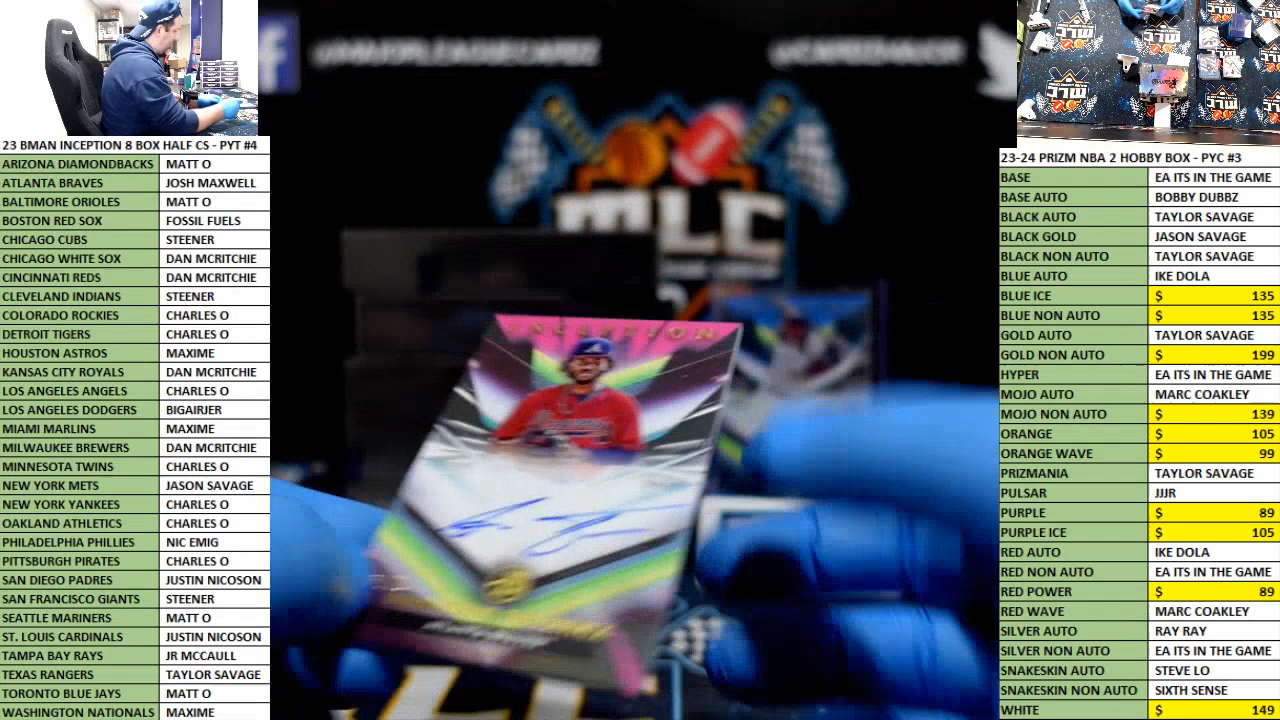 23 BMAN INCEPTION 8 BOX HALF CS - PYT #4
ARIZONA DIAMONDBACKS MATT O
ATLANTA BRAVES JOSH MAXWELL
BALTIMORE ORIOLES MATT O
BOSTON RED SOX FOSSIL FUELS
CHICAGO CUBS STEENER
CHICAGO WHITE SOX DAN MCRITCHIE
CINCINNATI REDS DAN MCRITCHIE
CLEVELAND INDIANS STEENER
COLORADO ROCKIES CHARLES O
DETROIT TIGERS CHARLES O
HOUSTON ASTROS MAXIME
KANSAS CITY ROYALS DAN MCRITCHIE
LOS ANGELES ANGELS CHARLES O
LOS ANGELES DODGERS BIGAIRJER
MIAMI MARLINS MAXIME
MILWAUKEE BREWERS DAN MCRITCHIE
MINNESOTA TWINS CHARLES O
NEW YORK METS JASON SAVAGE
NEW YORK YANKEES CHARLES O
OAKLAND ATHLETICS CHARLES O
PHILADELPHIA PHILLIES NIC EMIG
PITTSBURGH PIRATES CHARLES O
SAN DIEGO PADRES JUSTIN NICOSON
SAN FRANCISCO GIANTS STEENER
SEATTLE MARINERS MATT O
ST. LOUIS CARDINALS JUSTIN NICOSON
TAMPA BAY RAYS JR MCCAULL
TEXAS RANGERS TAYLOR SAVAGE
TORONTO BLUE JAYS MATT O
WASHINGTON NATIONALS MAXIME
MLC
INCEPTION
23-24 PRIZM NBA 2 HOBBY BOX - PYC #3
BASE EA ITS IN THE GAME
BASE AUTO BOBBY DUBBZ
BLACK AUTO TAYLOR SAVAGE
BLACK GOLD JASON SAVAGE
BLACK NON AUTO TAYLOR SAVAGE
BLUE AUTO IKE DOLA
BLUE ICE $ 135
BLUE NON AUTO $ 135
GOLD AUTO TAYLOR SAVAGE
GOLD NON AUTO $ 199
HYPER EA ITS IN THE GAME
MOJO AUTO MARC COAKLEY
MOJO NON AUTO $ 139
ORANGE $ 105
ORANGE WAVE $ 99
PRIZMANIA TAYLOR SAVAGE
PULSAR JJJR
PURPLE $ 89
PURPLE ICE $ 105
RED AUTO IKE DOLA
RED NON AUTO EA ITS IN THE GAME
RED POWER $ 89
RED WAVE MARC COAKLEY
SILVER AUTO RAY RAY
SILVER NON AUTO EA ITS IN THE GAME
SNAKESKIN AUTO STEVE LO
SNAKESKIN NON AUTO SIXTH SENSE
WHITE $ 149